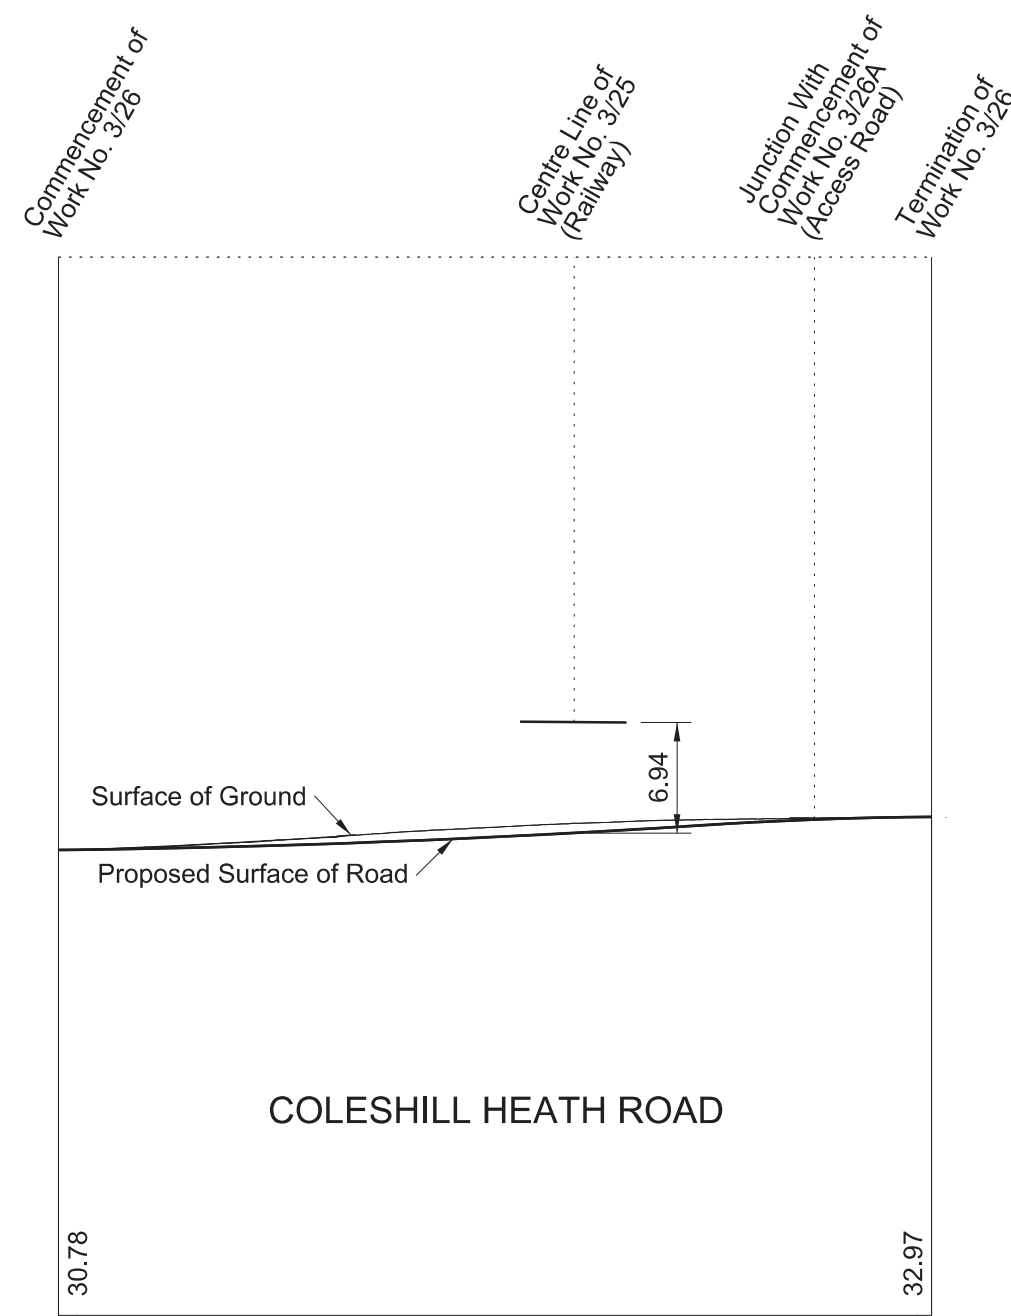 Commencement of
Work No. 3/26
Centre Line of
Work No. 3/25
(Railway)
Junction With
Commencement of
Work No. 3/26A
(Access Road)
Termination of
Work No. 3/26
6.94
Surface of Ground
Proposed Surface of Road
COLESHILL HEATH ROAD
30.78
32.97